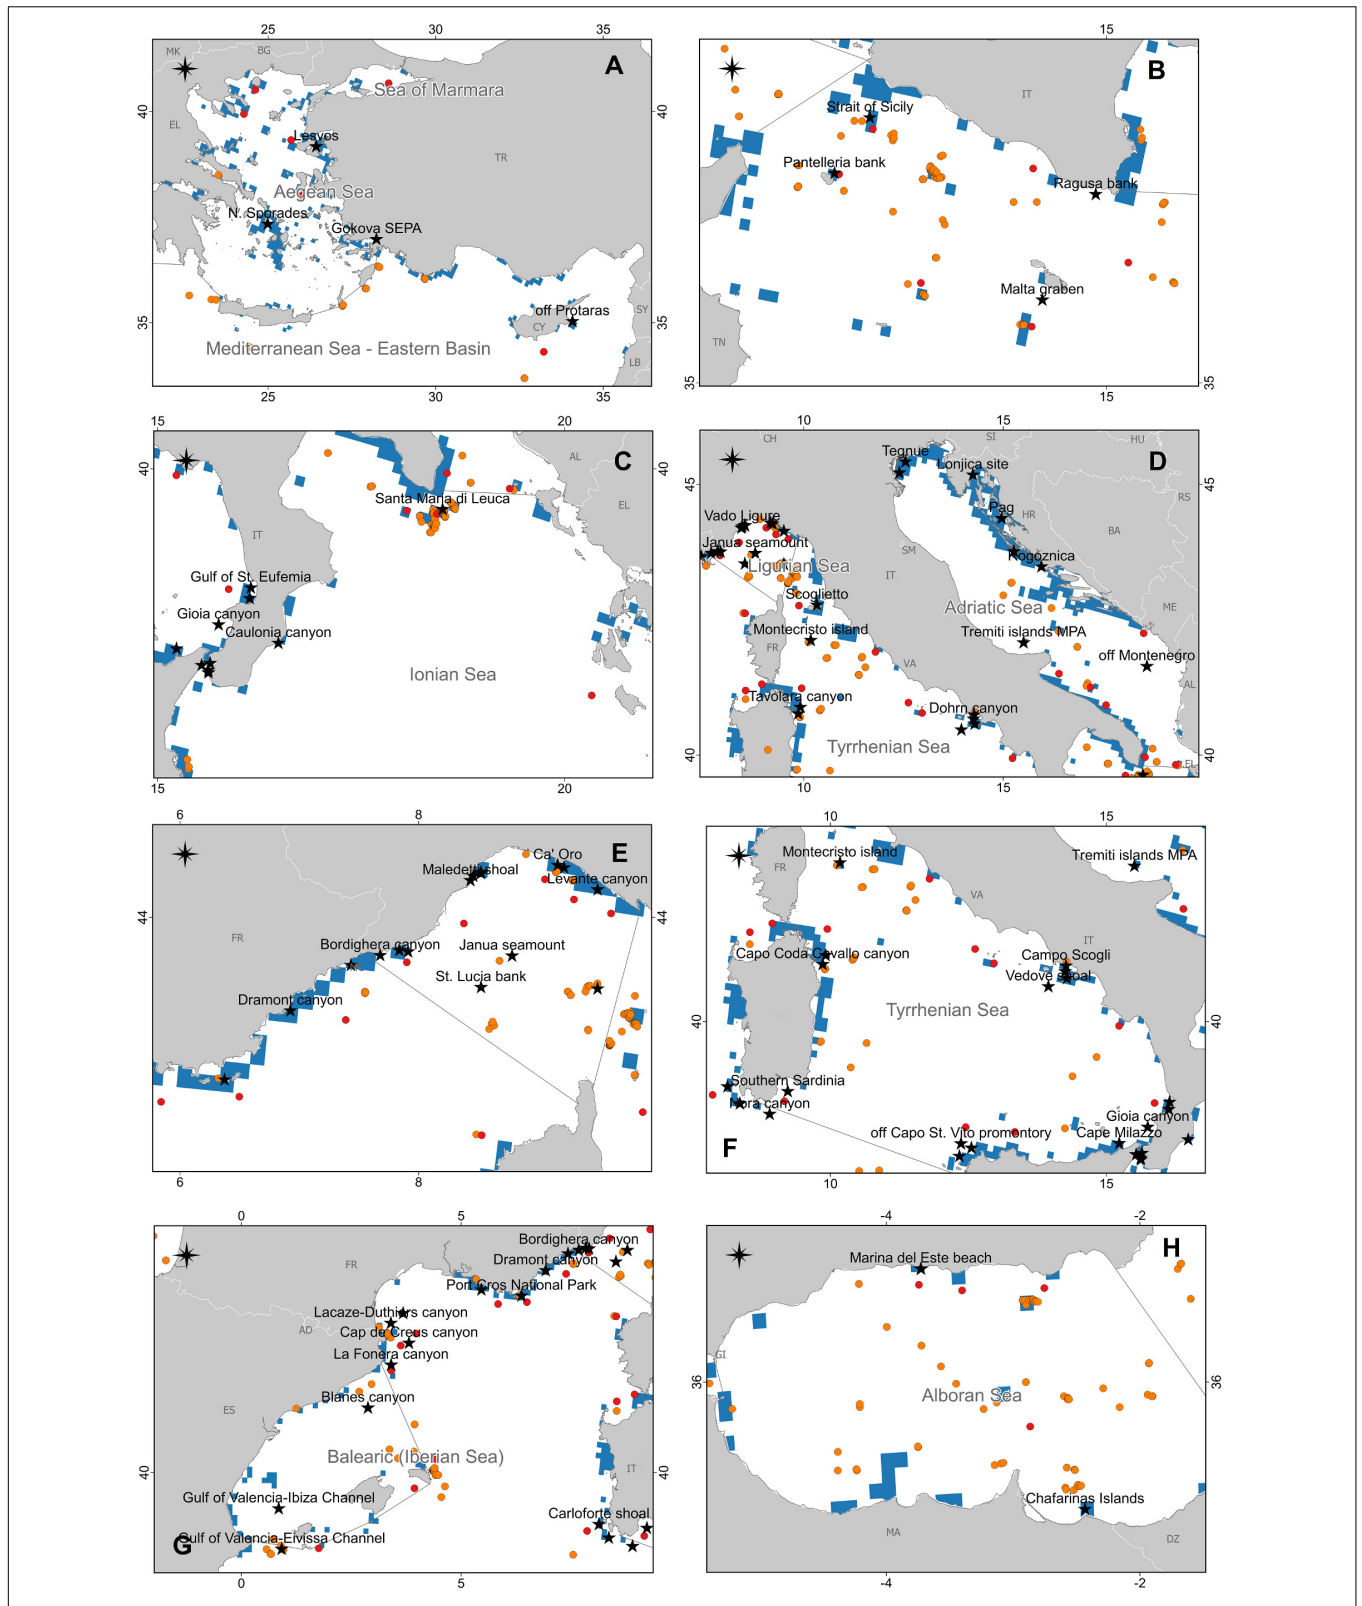 25
30
35
MK
BG
A
Sea of Marmara
40
40
EL
Lesvos
TR
Aegean Sea
N. Sporades
Gokova SEPA
off Protaras
SY
35
CY
35
Mediterranean Sea - Eastern Basin
LB
25
30
35
15
B
IT
Strait of Sicily
Pantelleria bank
Ragusa bank
Malta graben
TN
35
35
15
15
20
C
AL
40
40
Santa Maria di Leuca
EL
IT
Gulf of St. Eufemia
Gioia canyon
Caulonia canyon
Ionian Sea
15
20
10
15
CH
SI
HU
D
Tegnue
Lonjica site
45
45
RS
Pag
HR
Vado Ligure
BA
Janua seamount
SM
Rogoznica
Ligurian Sea
IT
Scoglietto
Adriatic Sea
ME
Montecristo island
Tremiti islands MPA
FR
off Montenegro
VA
AL
Tavolara canyon
Dohrn canyon
Tyrrhenian Sea
40
40
EL
10
15
6
8
E
Ca' Oro
Maledetti shoal
Levante canyon
44
44
FR
Bordighera canyon
Janua seamount
St. Lucia bank
Dramont canyon
6
8
10
15
Montecristo island
Tremiti islands MPA
FR
VA
IT
Capo Coda Cavallo canyon
Campo Scogli
Vedove shoal
Tyrrhenian Sea
40
40
Southern Sardinia
Nora canyon
Gioia canyon
off Capo St. Vito promontory
Cape Milazzo
F
10
15
0
5
Bordighera canyon
FR
Dramont canyon
Port Cros National Park
Lacaze-Duthiers canyon
AD
Cap de Creus canyon
La Fonera canyon
Blanes canyon
ES
Balearic (Iberian Sea)
40
IT
40
Gulf of Valencia-Ibiza Channel
Carloforte shoal
Gulf of Valencia-Eivissa Channel
G
0
5
-4
-2
H
Marina del Este beach
GI
36
36
Alboran Sea
Chafarinas Islands
MA
DZ
-4
-2